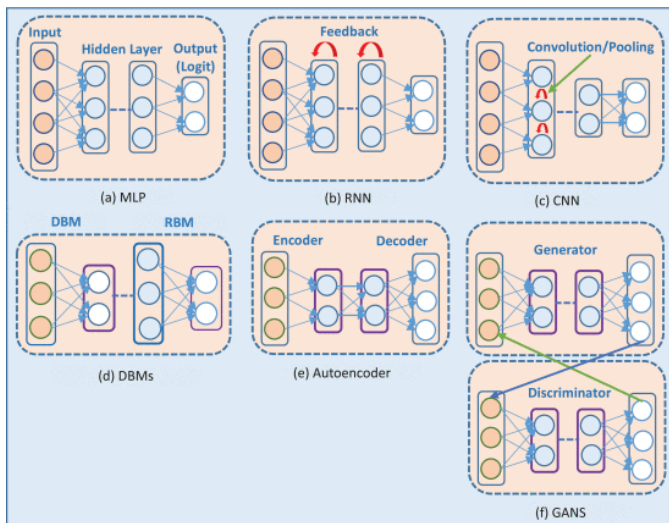 Input
Hidden Layer
Output
(Logit)
(a) MLP
Feedback
(b) RNN
Convolution/Pooling
(c) CNN
DBM
RBM
(d) DBMs
Encoder
Decoder
(e) Autoencoder
Generator
Discriminator
(f) GANS